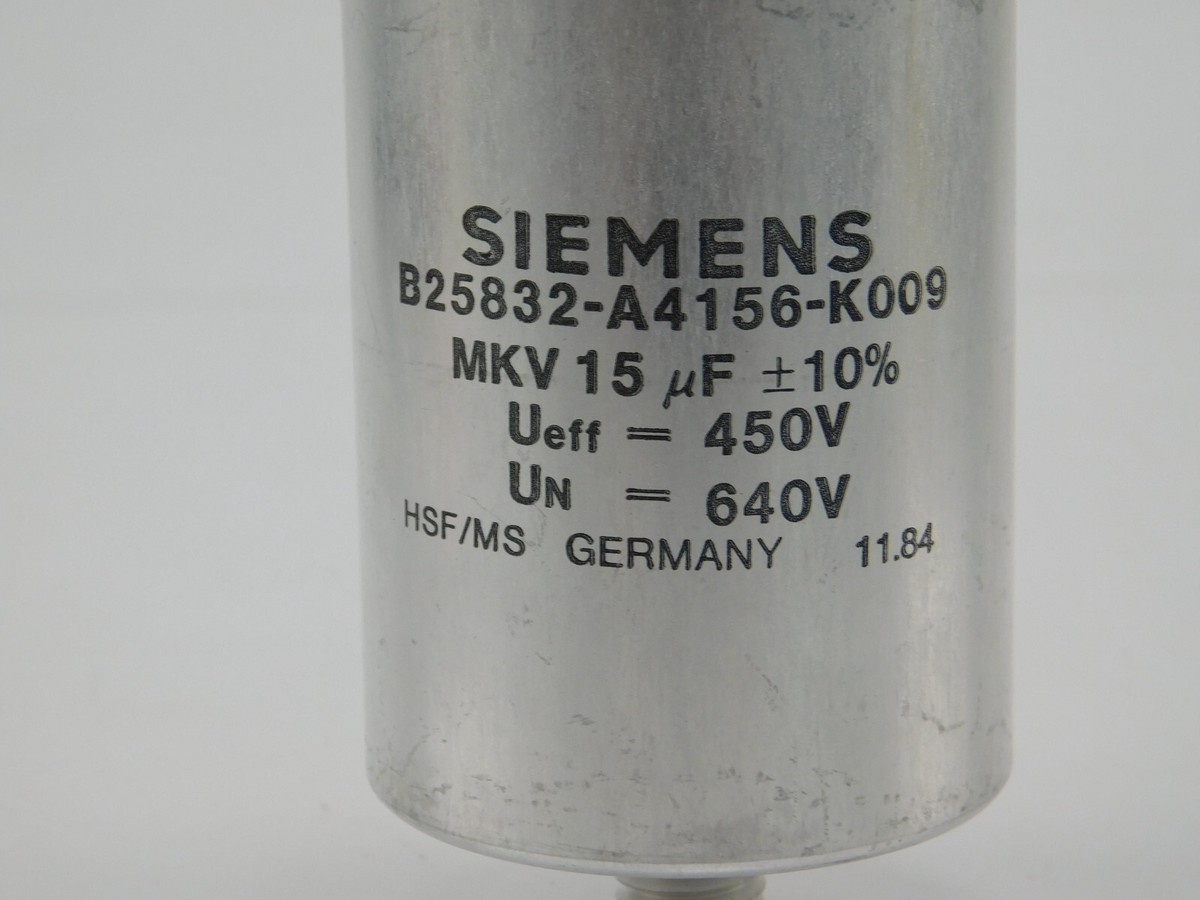 SIEMENS
B25832-A4156-K009
MKV 15 µF ±10%
Ueff = 450V
UN = 640V
HSF/MS GERMANY 11.84